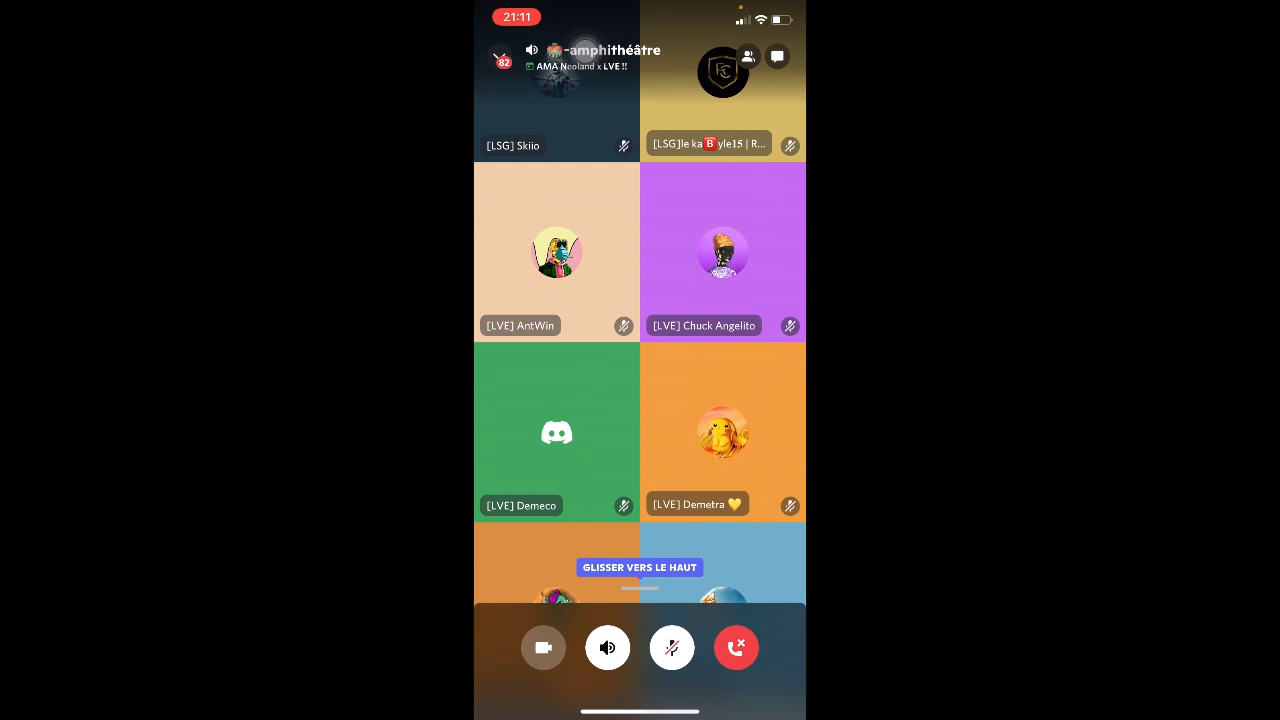 21:11
-amphithéâtre
AMA Neoland x LVE !!
82
FC
[LSG] Skiio
[LSG]le ka🅱️yle15 | R...
[LVE] AntWin
[LVE] Chuck Angelito
[LVE] Demeco
[LVE] Demetra 💛
GLISSER VERS LE HAUT